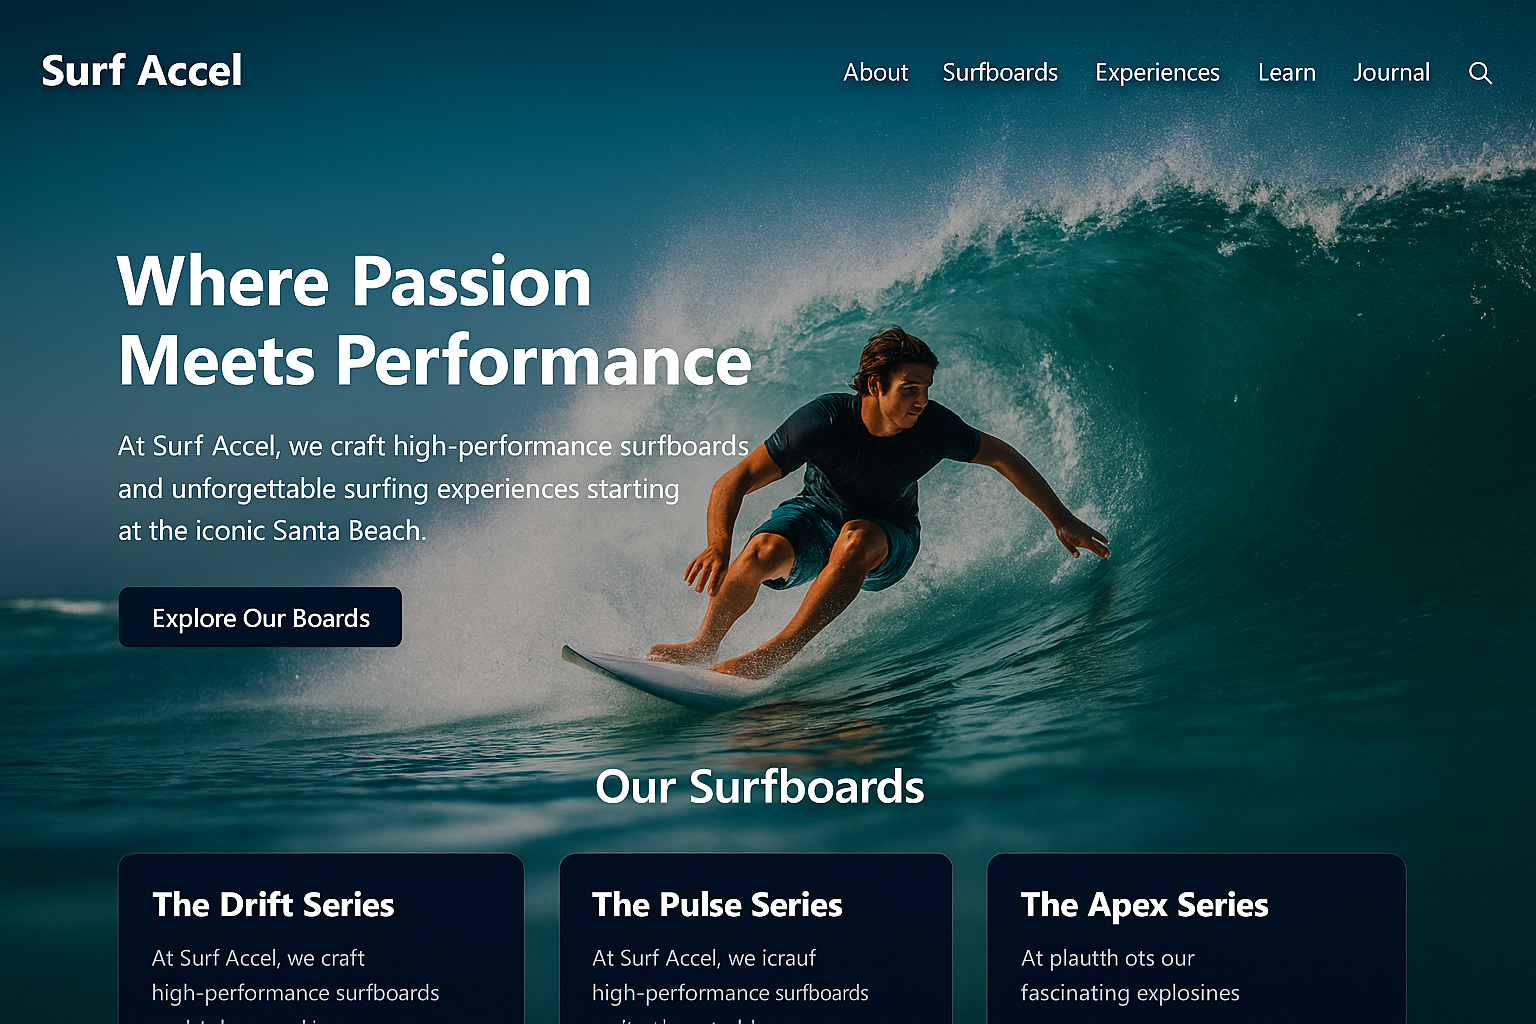 Surf Accel
About Surfboards Experiences Learn Journal
Where Passion
Meets Performance
At Surf Accel, we craft high-performance surfboards
and unforgettable surfing experiences starting
at the iconic Santa Beach.
Explore Our Boards
Our Surfboards
The Drift Series
At Surf Accel, we craft
high-performance surfboards
The Pulse Series
At Surf Accel, we icrauf
high-performance surfboards
The Apex Series
At plautth ots our
fascinating explosines